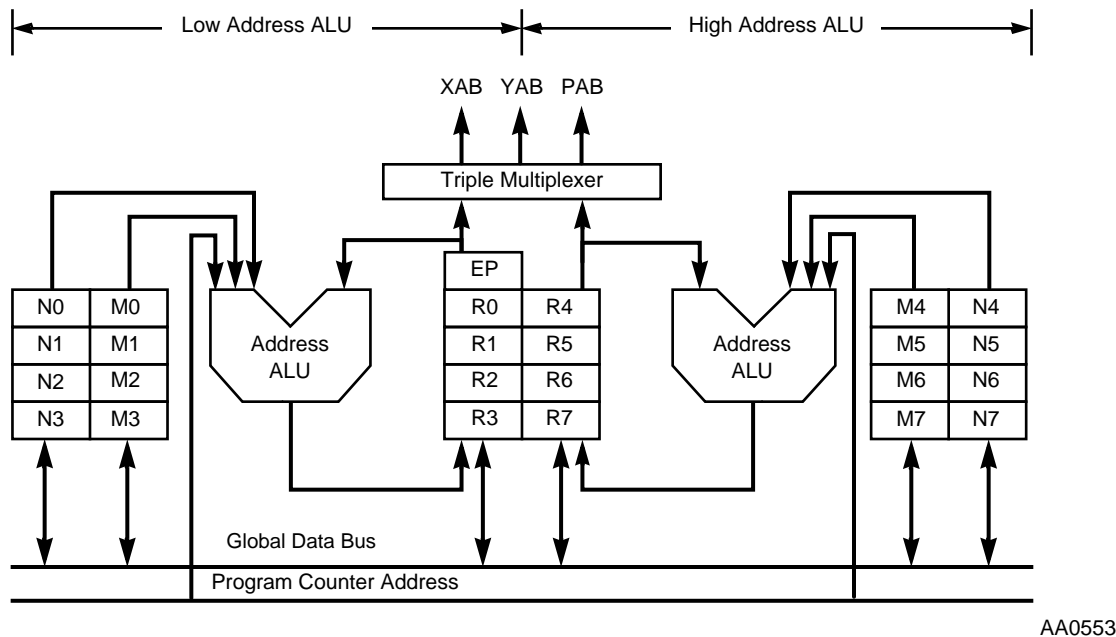 Low Address ALU
High Address ALU
XAB YAB PAB
Triple Multiplexer
EP
N0 M0 R0 R4 M4 N4
N1 M1 Address ALU R1 R5 Address ALU M5 N5
N2 M2 R2 R6 M6 N6
N3 M3 R3 R7 M7 N7
Global Data Bus
Program Counter Address
AA0553